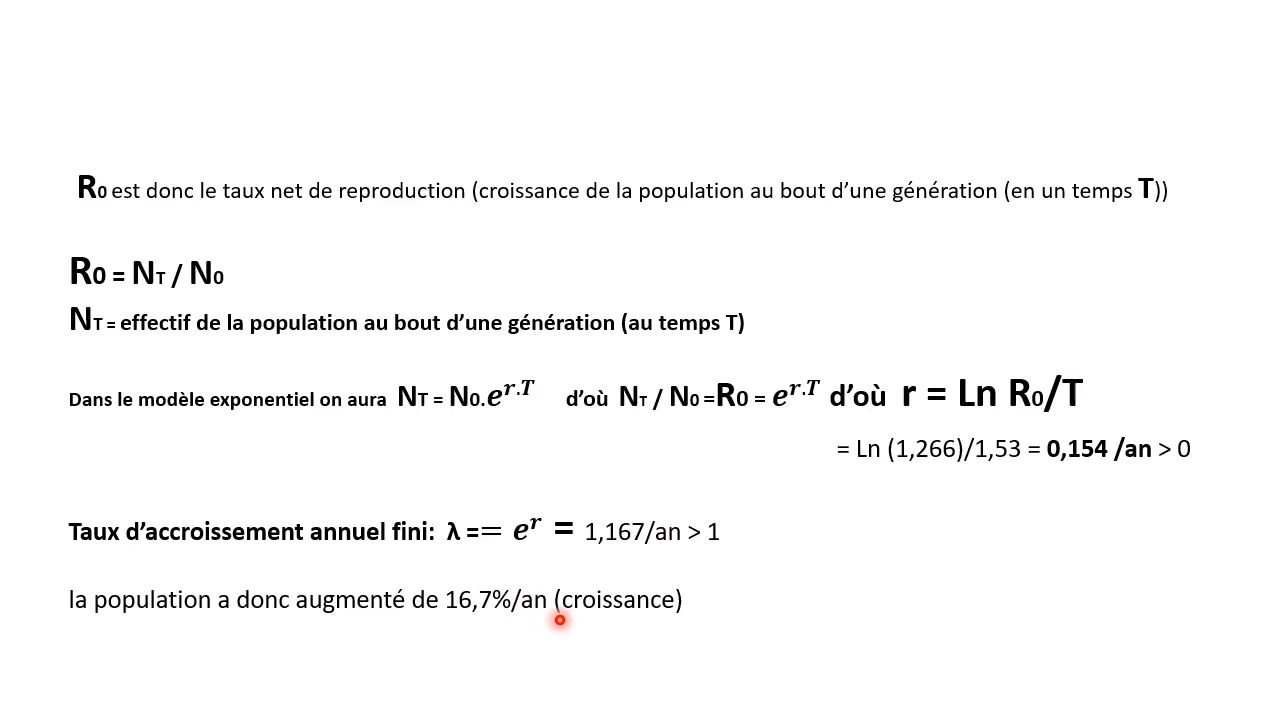 R0 est donc le taux net de reproduction (croissance de la population au bout d’une génération (en un temps T))
R0 = NT / N0
NT = effectif de la population au bout d’une génération (au temps T)
Dans le modèle exponentiel on aura NT = N0.e^{r.T} d’où NT / N0 =R0 = e^{r.T} d’où r = Ln R0/T
= Ln (1,266)/1,53 = 0,154 /an > 0
Taux d’accroissement annuel fini: λ == e^r = 1,167/an > 1
la population a donc augmenté de 16,7%/an (croissance)